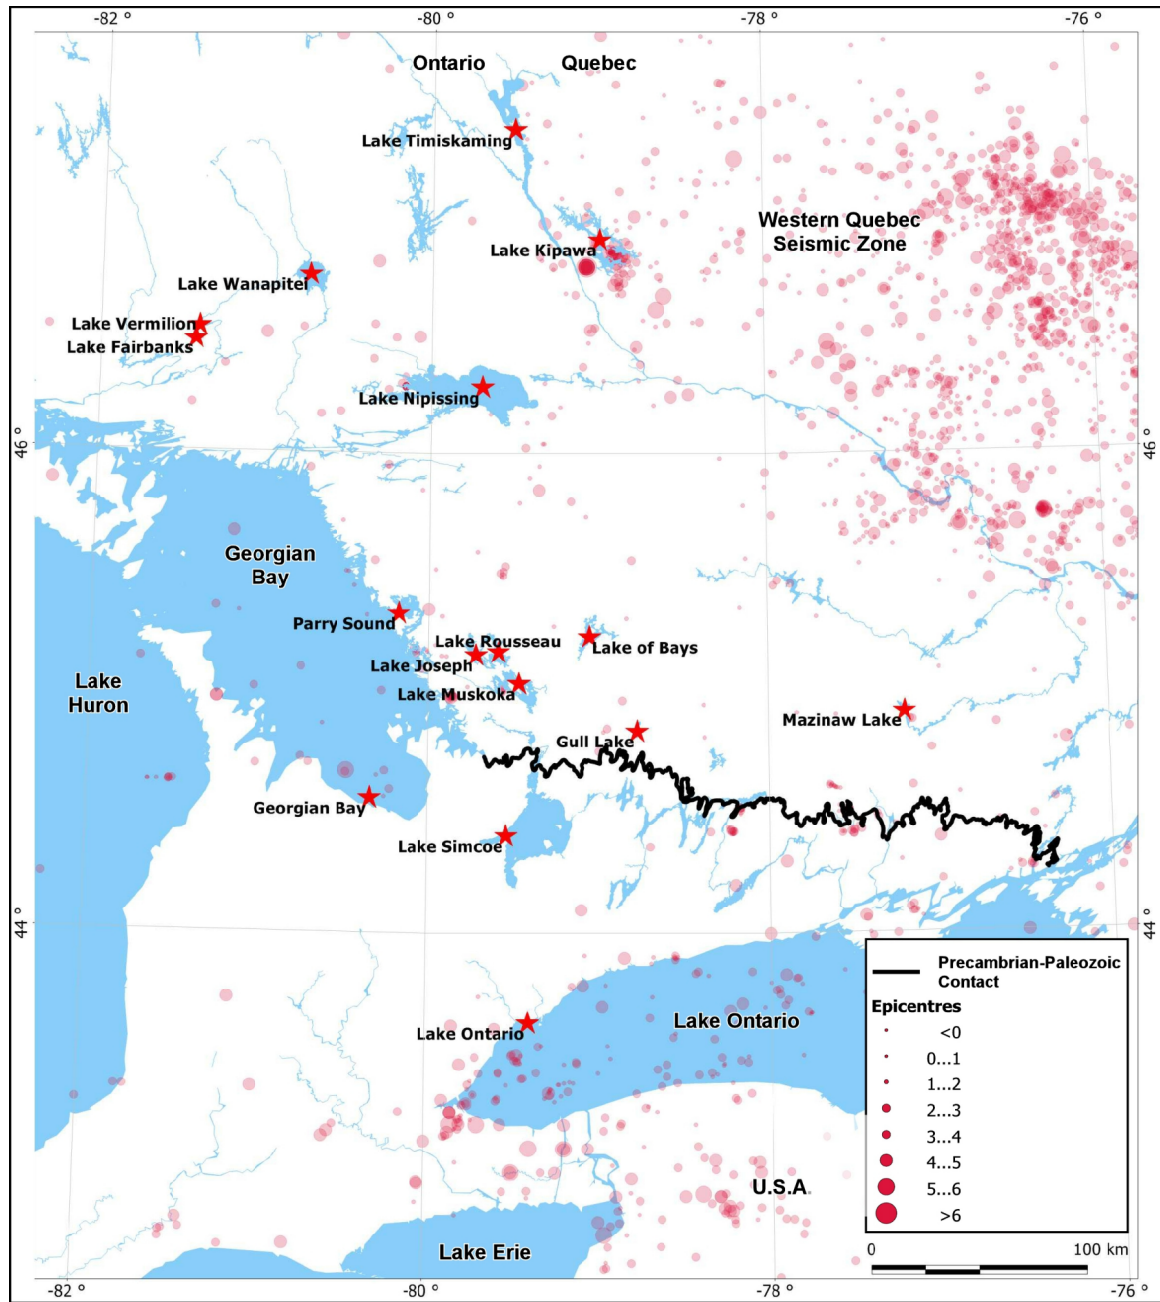 -82 °
-80 °
-78 °
-76 °
Ontario
Quebec
Lake Timiskaming
Western Quebec
Seismic Zone
Lake Kipawa
Lake Wanapitei
Lake Vermilion
Lake Fairbanks
Lake Nipissing
46 °
46 °
Georgian
Bay
Parry Sound
Lake Rousseau
Lake of Bays
Lake Joseph
Lake
Huron
Lake Muskoka
Mazinaw Lake
Gull Lake
Georgian Bay
Lake Simcoe
44 °
44 °
Precambrian-Paleozoic
Contact
Epicentres
<0
0...1
1...2
2...3
3...4
4...5
5...6
>6
Lake Ontario
Lake Ontario
U.S.A.
Lake Erie
0
100 km
-82 °
-80 °
-78 °
-76 °